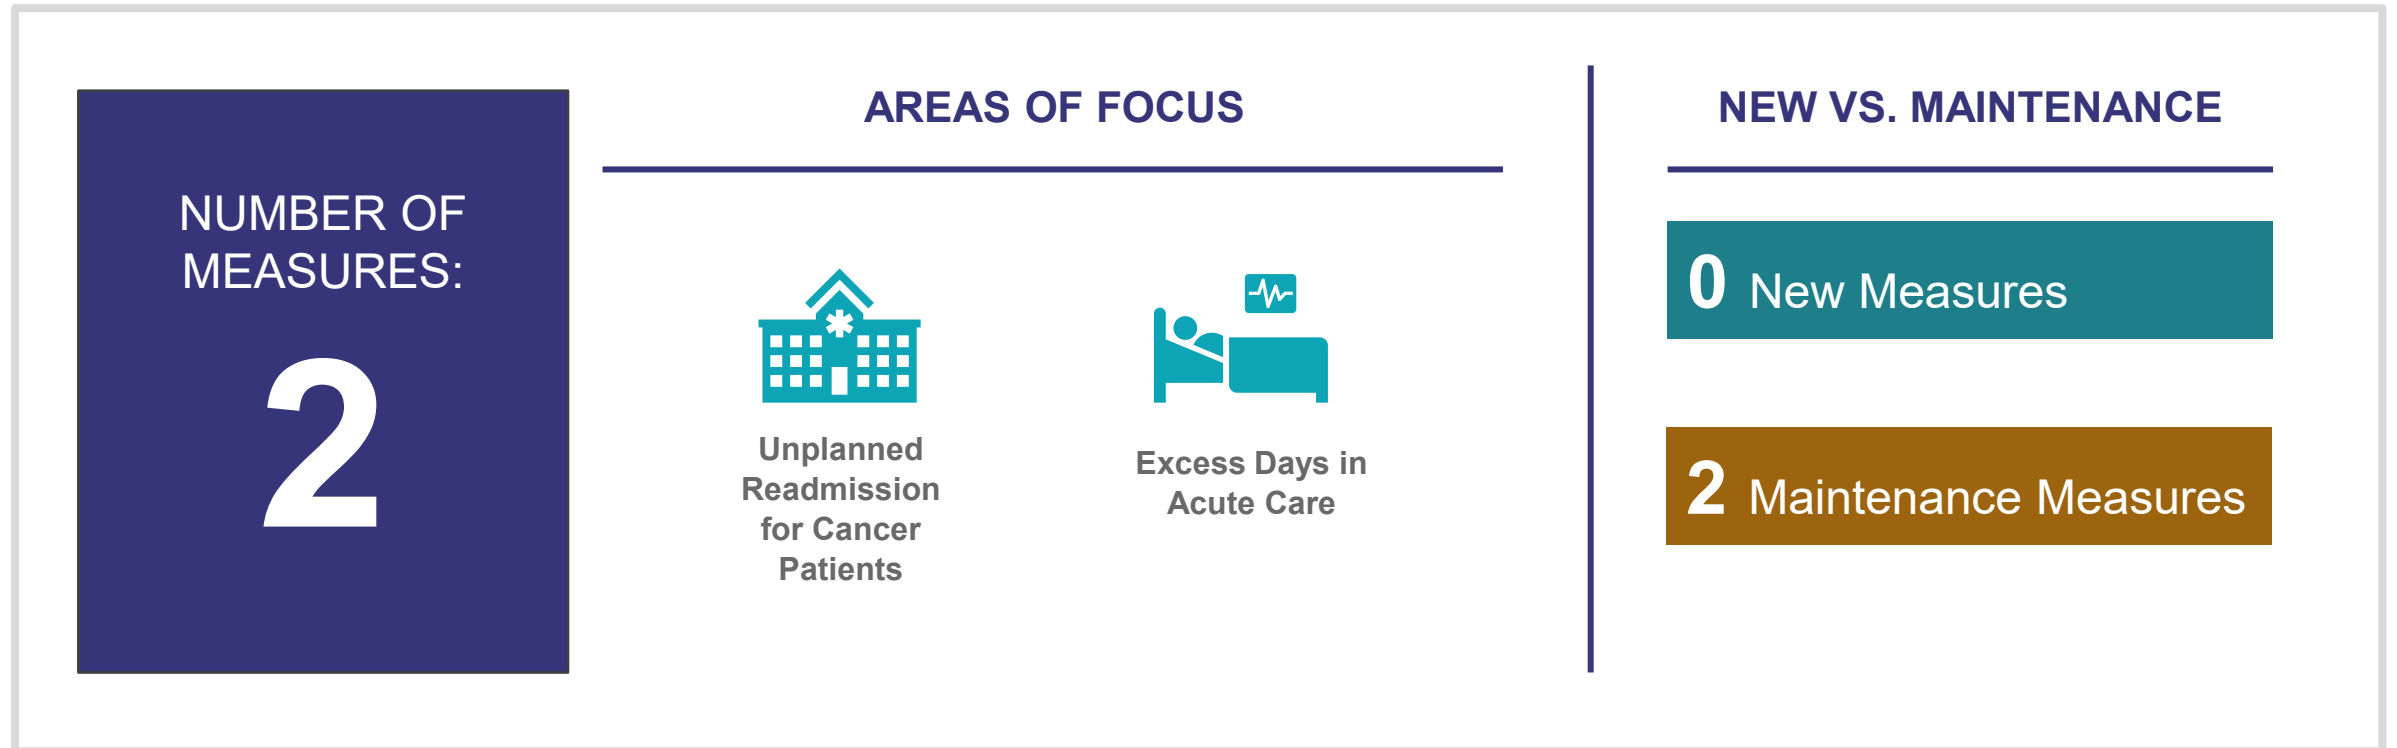 NUMBER OF
MEASURES:
2
AREAS OF FOCUS
Unplanned
Readmission
for Cancer
Patients
Excess Days in
Acute Care
NEW VS. MAINTENANCE
0 New Measures
2 Maintenance Measures